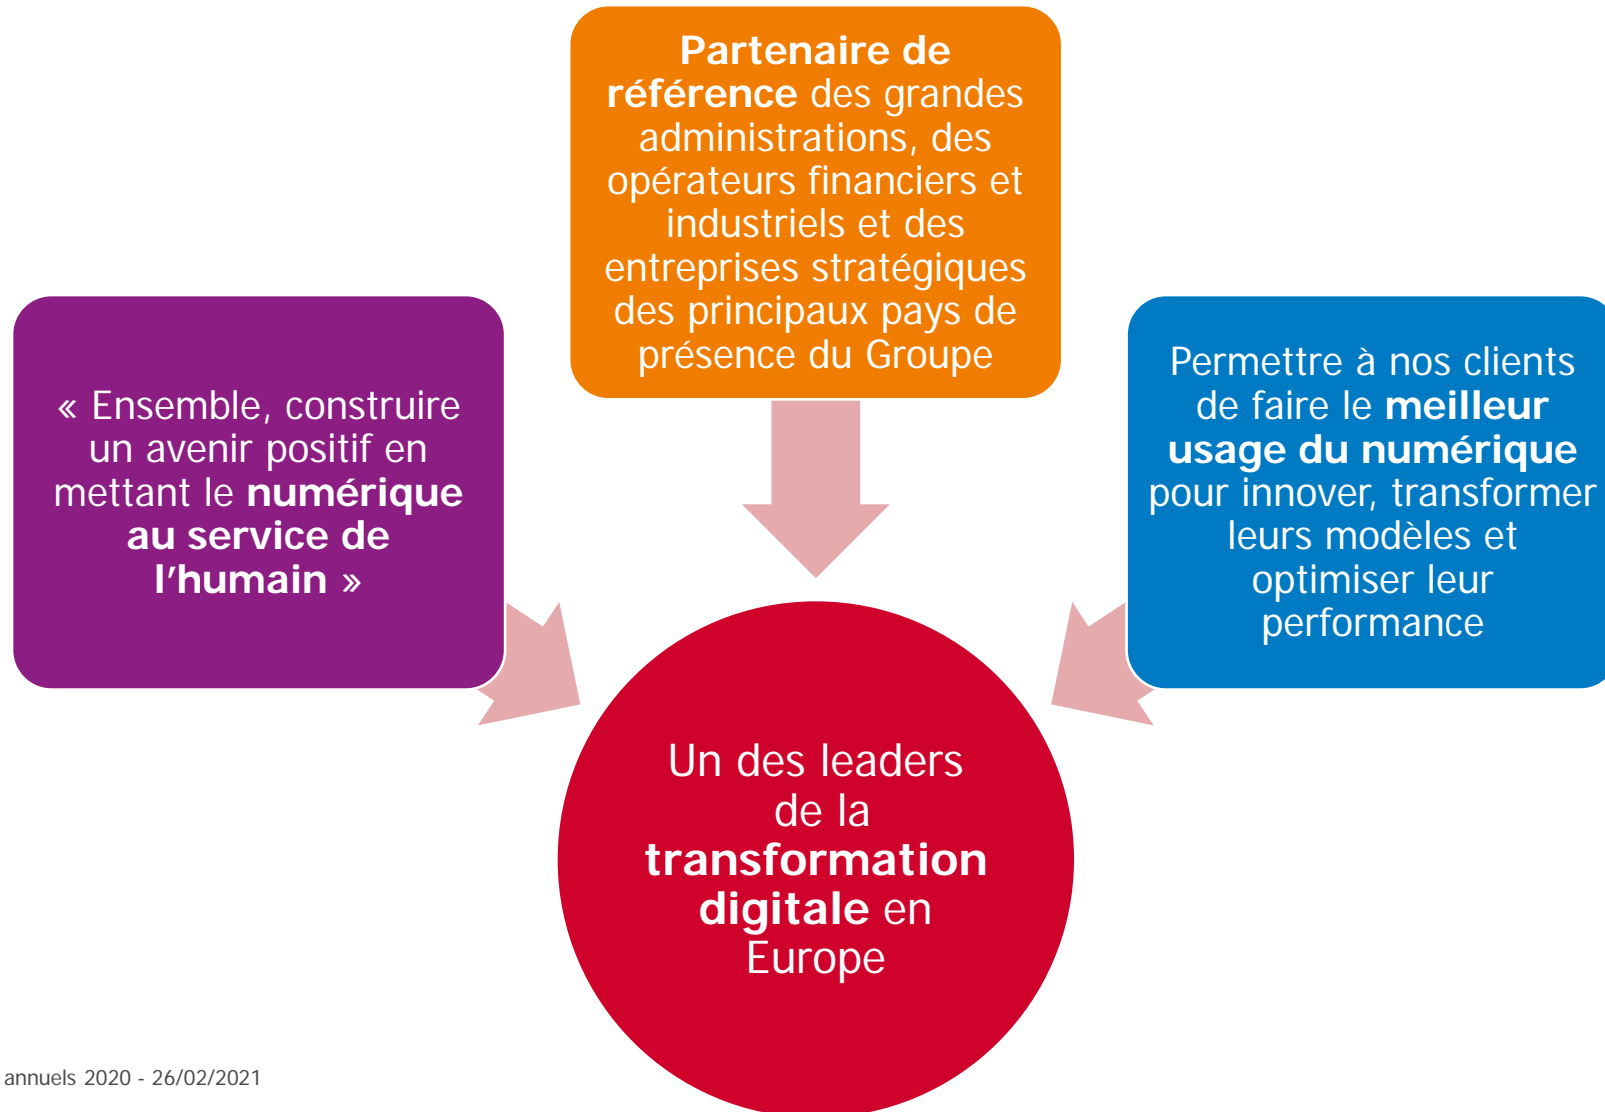 Partenaire de
référence des grandes
administrations, des
opérateurs financiers et
industriels et des
entreprises stratégiques
des principaux pays de
présence du Groupe
« Ensemble, construire
un avenir positif en
mettant le numérique
au service de
l'humain »
Permettre à nos clients
de faire le meilleur
usage du numérique
pour innover, transformer
leurs modèles et
optimiser leur
performance
Un des leaders
de la
transformation
digitale en
Europe
annuels 2020 - 26/02/2021